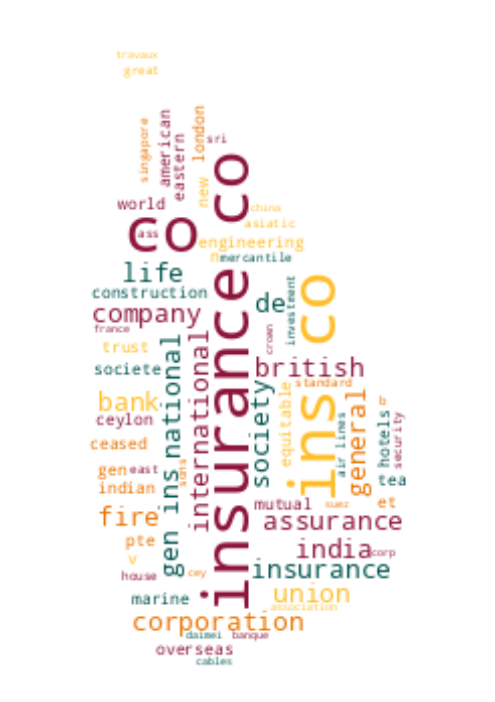 travaux
great
singapore
american
eastern
london
new
sri
insurance co
world
co
ass
china
asiatic
engineering
mercantile
life
construction
de
investment
ins co
company
france
crown
trust
gen ins national
international
british
societe
society
equitable
standard
general
bank
ceylon
air lines
hotels
security
ceased
gen
east
sons
indian
tea
et
mutual
suez
fire
assurance
pte
india
corp
v
house
cey
insurance
marine
union
association
corporation
daimei
banque
overseas
cables